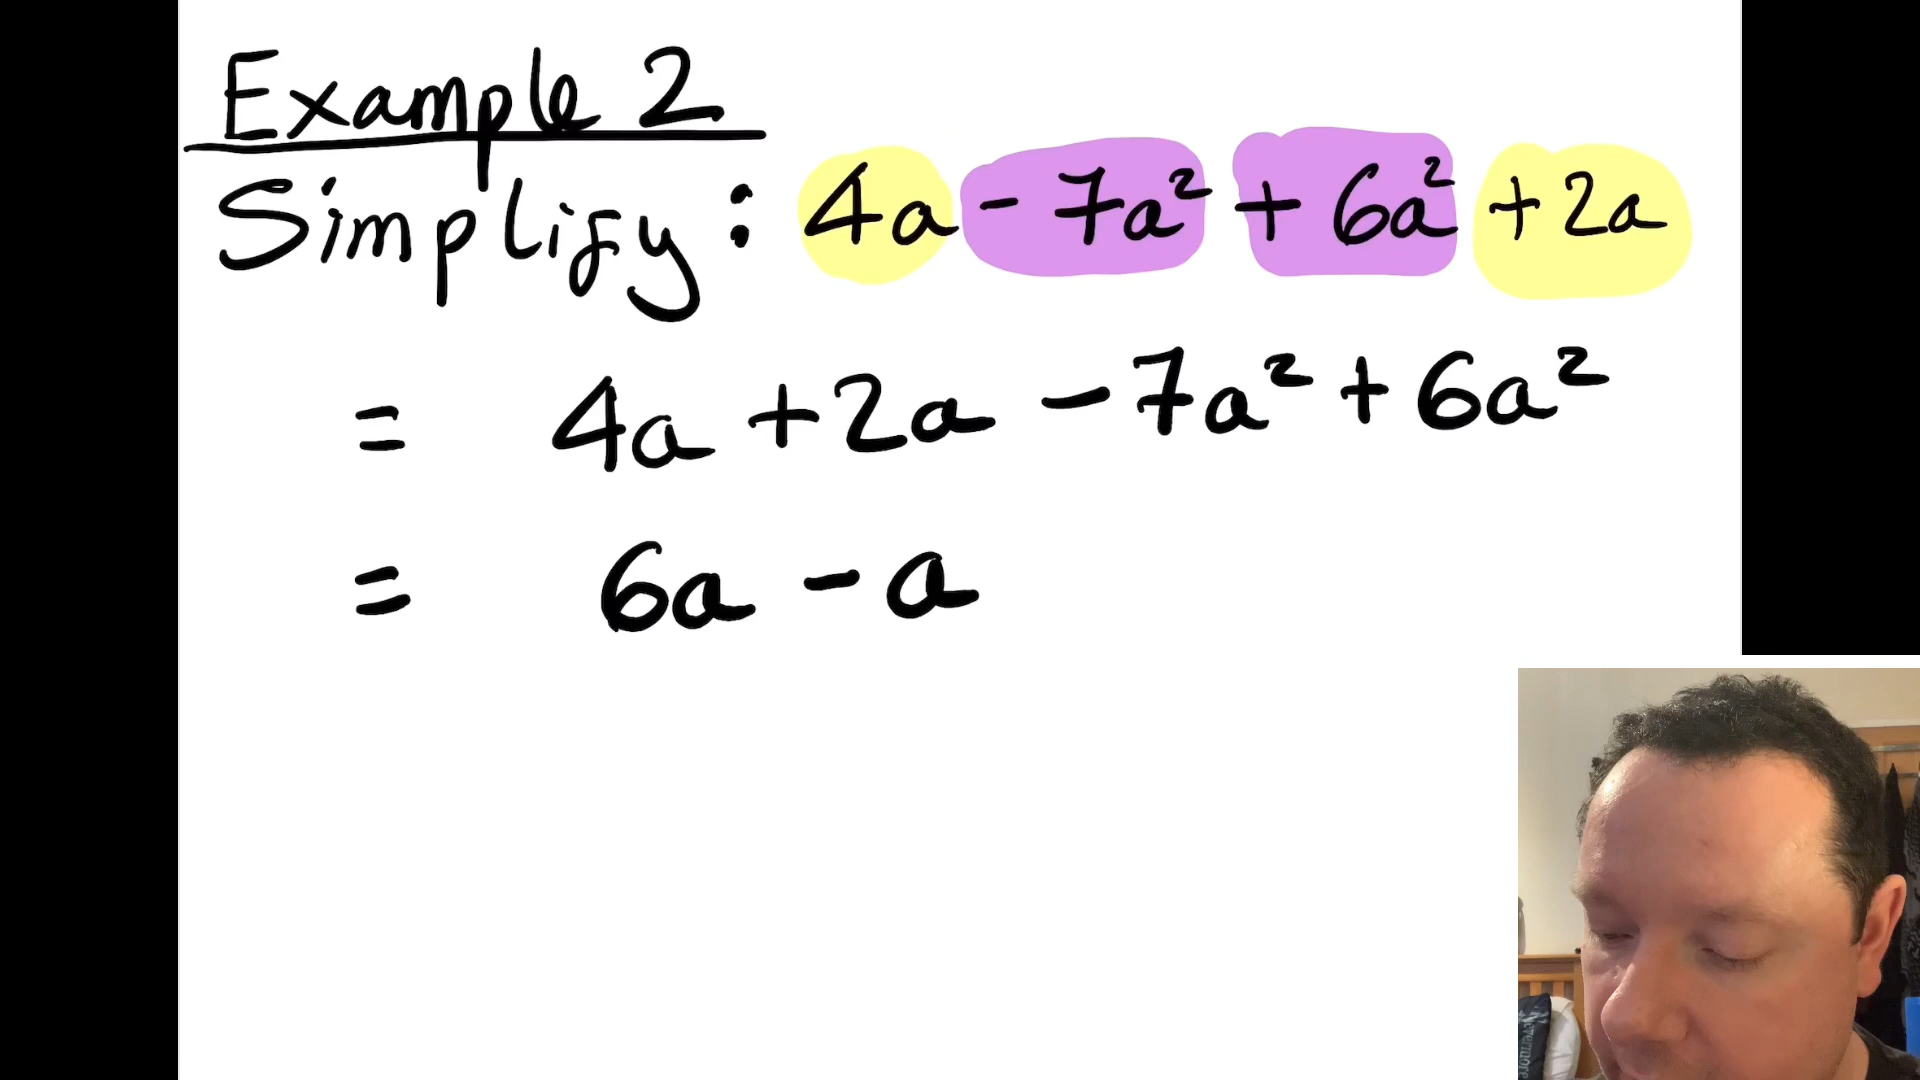 Example 2
Simplify: 4a - 7a² + 6a² + 2a
= 4a + 2a - 7a² + 6a²
= 6a - a